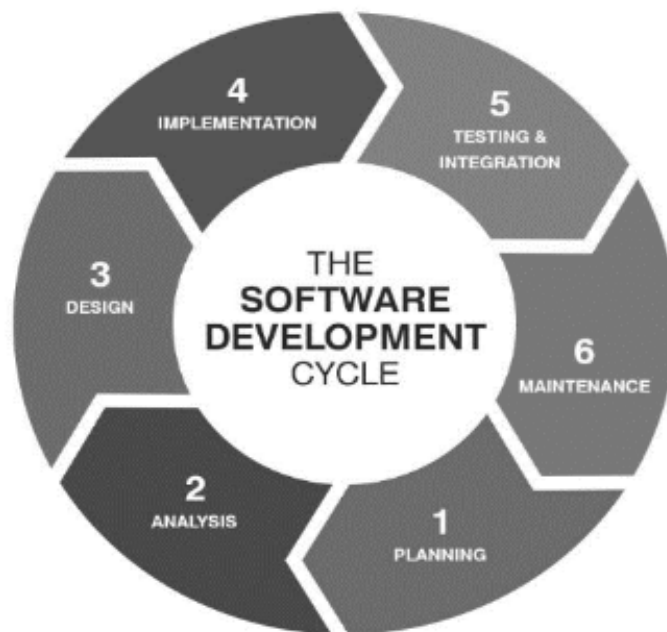 THE
SOFTWARE
DEVELOPMENT
CYCLE
1
PLANNING
2
ANALYSIS
3
DESIGN
4
IMPLEMENTATION
5
TESTING &
INTEGRATION
6
MAINTENANCE